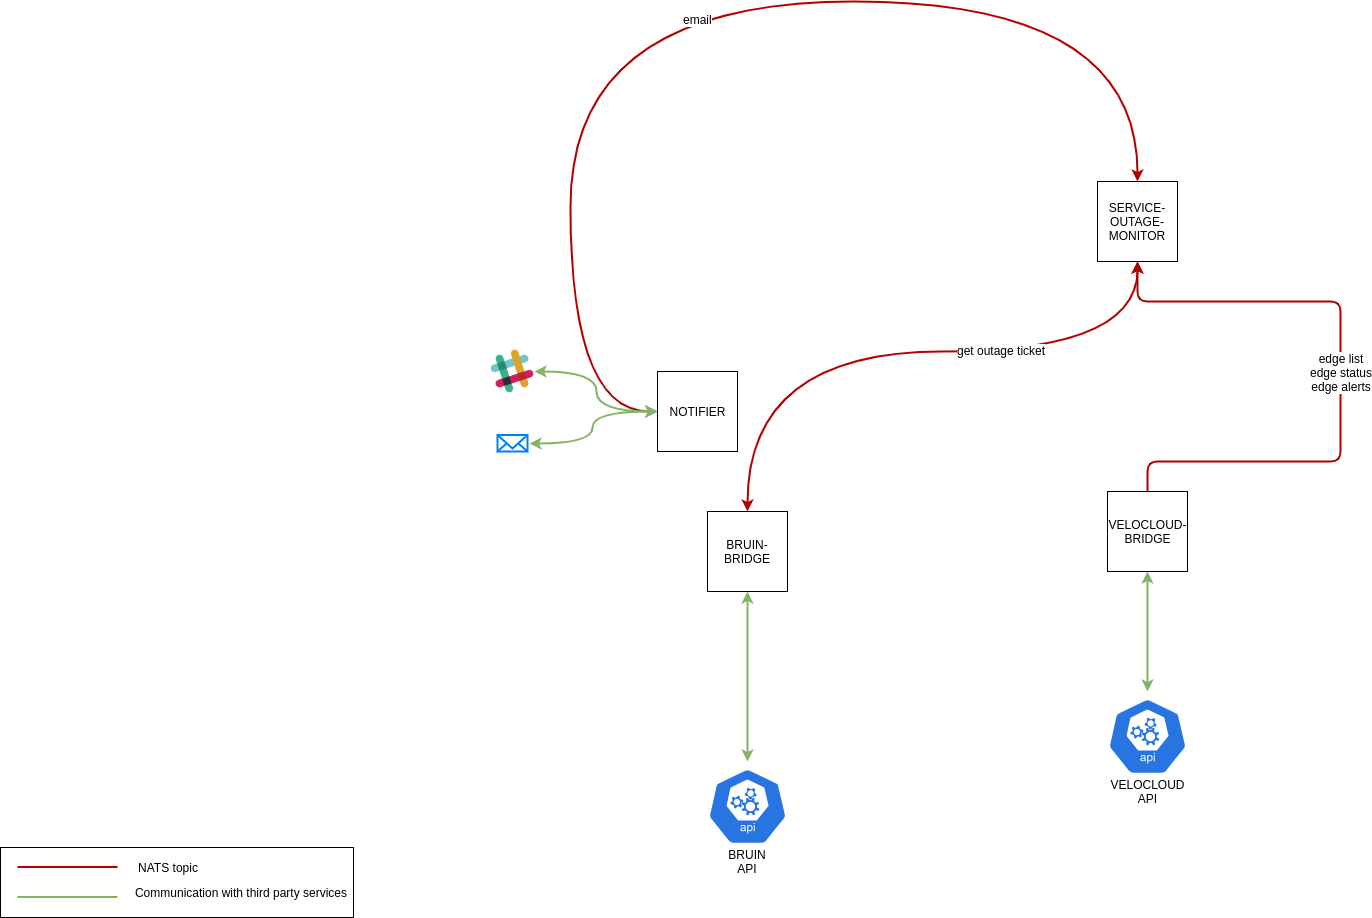 email
SERVICE-
OUTAGE-
MONITOR
get outage ticket
edge list
edge status
edge alerts
NOTIFIER
BRUIN-
BRIDGE
VELOCLOUD-
BRIDGE
api
VELOCLOUD
API
api
BRUIN
API
NATS topic
Communication with third party services